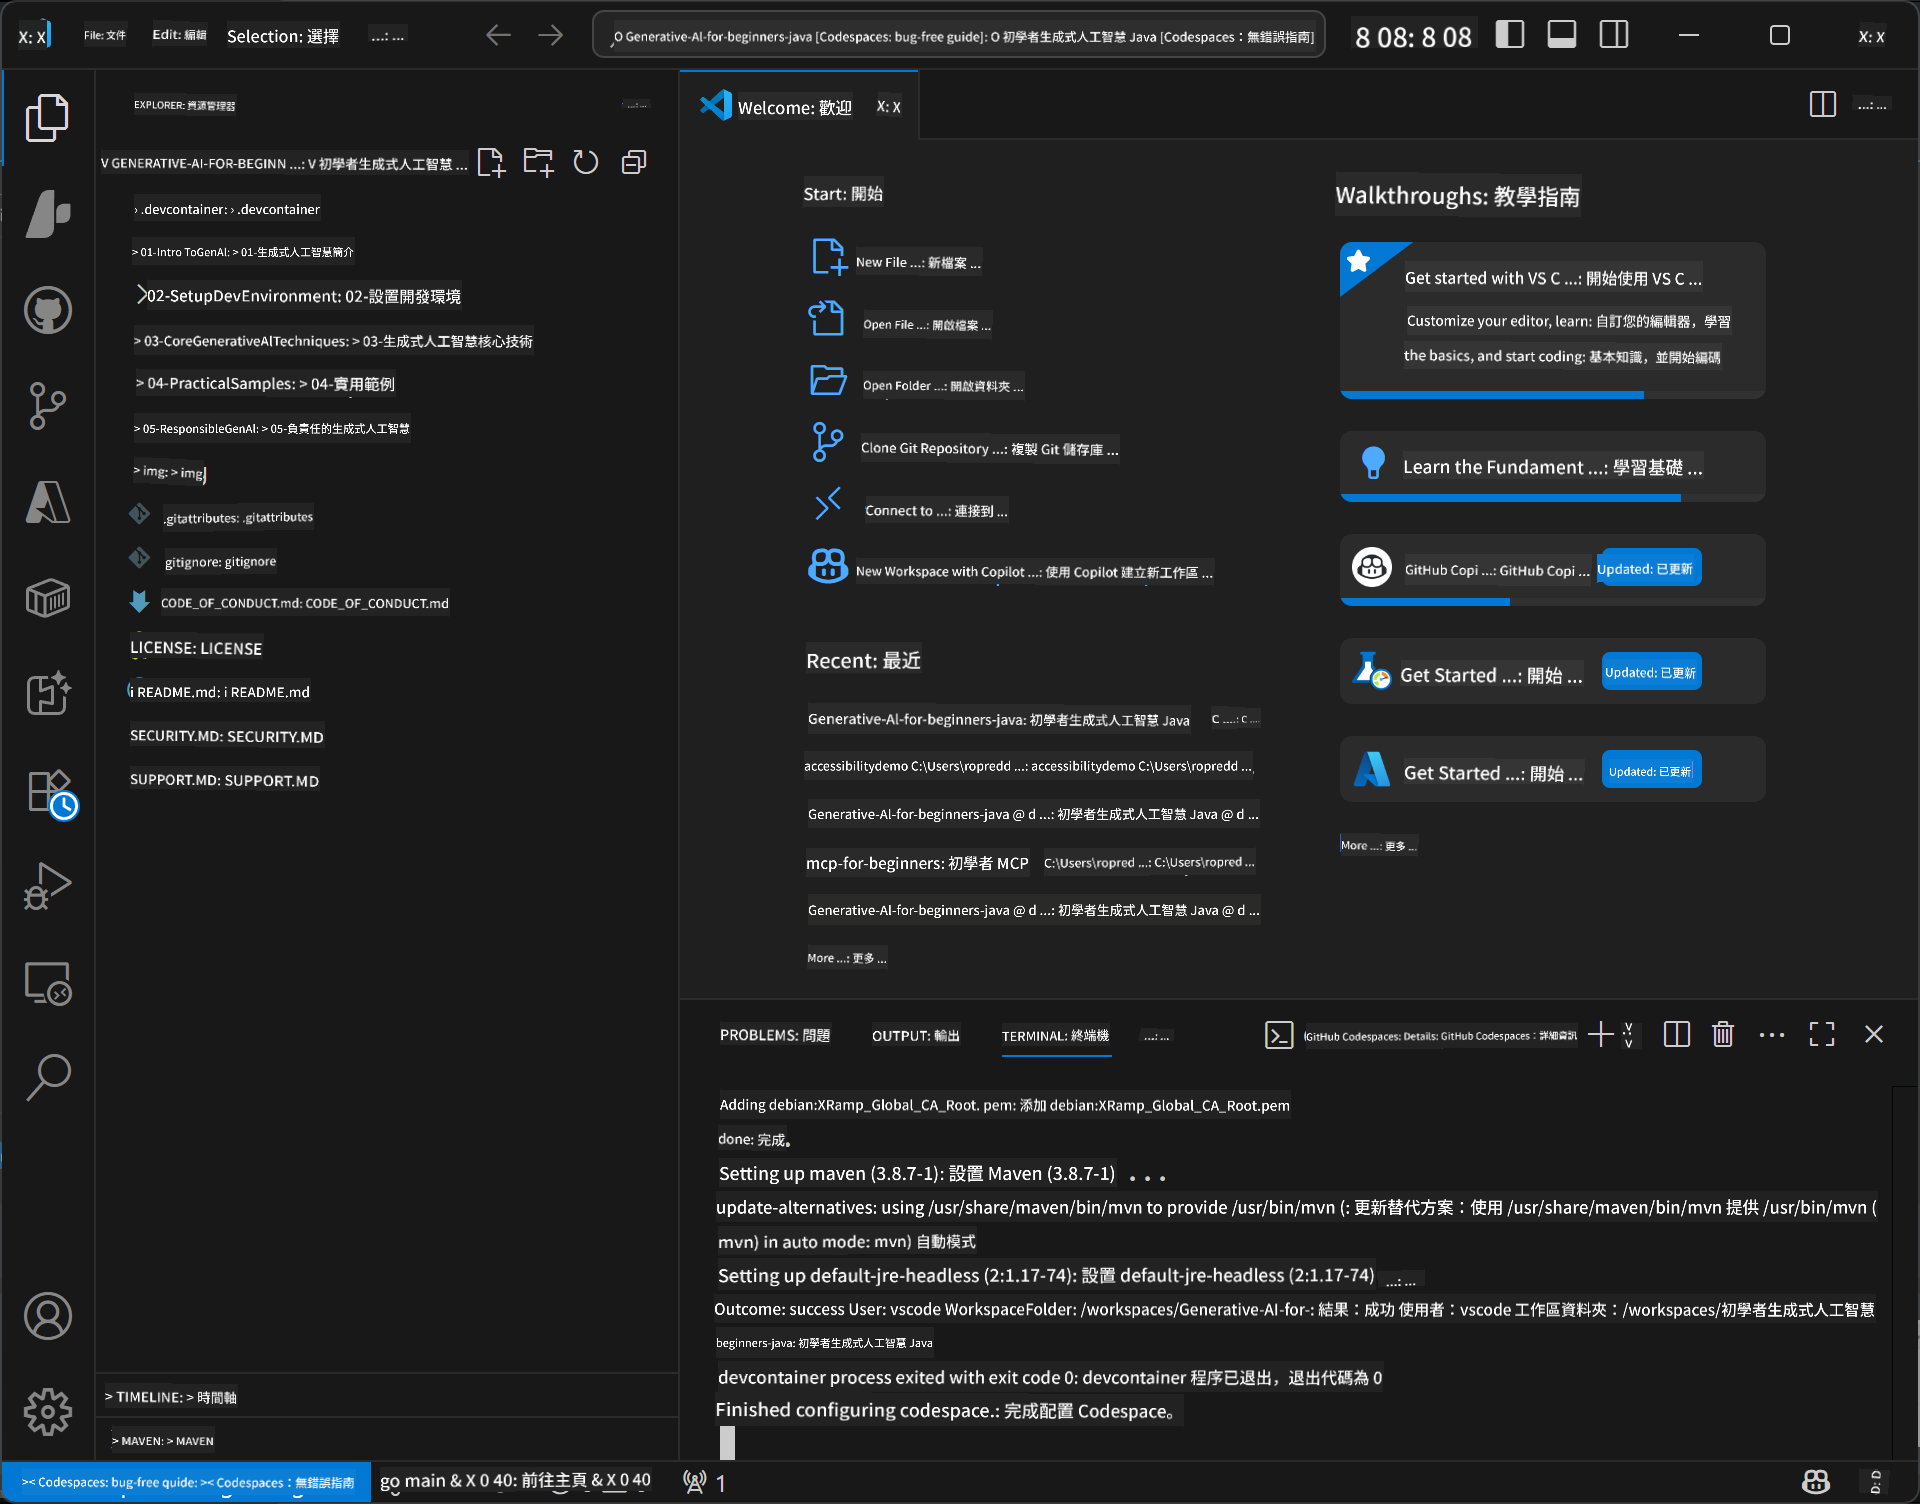 X: X File: 文件 Edit: 編輯 Selection: 選擇 ...: ...
O Generative-AI-for-beginners-java [Codespaces: bug-free guide]: O 初學者生成式人工智慧 Java [Codespaces：無錯誤指南]
8 08: 8 08
X: X
EXPLORER: 資源管理器
...: ...
V GENERATIVE-AI-FOR-BEGINN ...: V 初學者生成式人工智慧 ...
› .devcontainer: › .devcontainer
> 01-Intro ToGenAI: > 01-生成式人工智慧簡介
02-SetupDevEnvironment: 02-設置開發環境
> 03-CoreGenerativeAITechniques: > 03-生成式人工智慧核心技術
> 04-PracticalSamples: > 04-實用範例
> 05-ResponsibleGenAI: > 05-負責任的生成式人工智慧
> img: > img
.gitattributes: .gitattributes
gitignore: gitignore
CODE_OF_CONDUCT.md: CODE_OF_CONDUCT.md
LICENSE: LICENSE
i README.md: i README.md
SECURITY.MD: SECURITY.MD
SUPPORT.MD: SUPPORT.MD
> TIMELINE: > 時間軸
> MAVEN: > MAVEN
Welcome: 歡迎 X: X
...: ...
Start: 開始
New File ...: 新檔案 ...
Open File ...: 開啟檔案 ...
Open Folder ...: 開啟資料夾 ...
Clone Git Repository ...: 複製 Git 儲存庫 ...
Connect to ...: 連接到 ...
New Workspace with Copilot ...: 使用 Copilot 建立新工作區 ...
Recent: 最近
Generative-AI-for-beginners-java: 初學者生成式人工智慧 Java C ....: C ....
accessibilitydemo C:\Users\ropredd ...: accessibilitydemo C:\Users\ropredd ...
Generative-AI-for-beginners-java @ d ...: 初學者生成式人工智慧 Java @ d ...
mcp-for-beginners: 初學者 MCP C:\Users\ropred ...: C:\Users\ropred ...
Generative-AI-for-beginners-java @ d ...: 初學者生成式人工智慧 Java @ d ...
More ...: 更多 ...
Walkthroughs: 教學指南
Get started with VS C ...: 開始使用 VS C ...
Customize your editor, learn: 自訂您的編輯器，學習
the basics, and start coding: 基本知識，並開始編碼
Learn the Fundament ...: 學習基礎 ...
GitHub Copi ...: GitHub Copi ... Updated: 已更新
Get Started ...: 開始 ... Updated: 已更新
Get Started ...: 開始 ... Updated: 已更新
More ...: 更多 ...
PROBLEMS: 問題 OUTPUT: 輸出 TERMINAL: 終端機 ...: ... GitHub Codespaces: Details: GitHub Codespaces：詳細資訊
Adding debian:XRamp_Global_CA_Root. pem: 添加 debian:XRamp_Global_CA_Root.pem
done: 完成。
Setting up maven (3.8.7-1): 設置 Maven (3.8.7-1) ...
update-alternatives: using /usr/share/maven/bin/mvn to provide /usr/bin/mvn (: 更新替代方案：使用 /usr/share/maven/bin/mvn 提供 /usr/bin/mvn (
mvn) in auto mode: mvn) 自動模式
Setting up default-jre-headless (2:1.17-74): 設置 default-jre-headless (2:1.17-74) ...: ...
Outcome: success User: vscode WorkspaceFolder: /workspaces/Generative-AI-for-: 結果：成功 使用者：vscode 工作區資料夾：/workspaces/初學者生成式人工智慧
beginners-java: 初學者生成式人工智慧 Java
devcontainer process exited with exit code 0: devcontainer 程序已退出，退出代碼為 0
Finished configuring codespace.: 完成配置 Codespace。
>< Codespaces: bug-free quide: >< Codespaces：無錯誤指南 go main & X 0 40: 前往主頁 & X 0 40 1
D: D